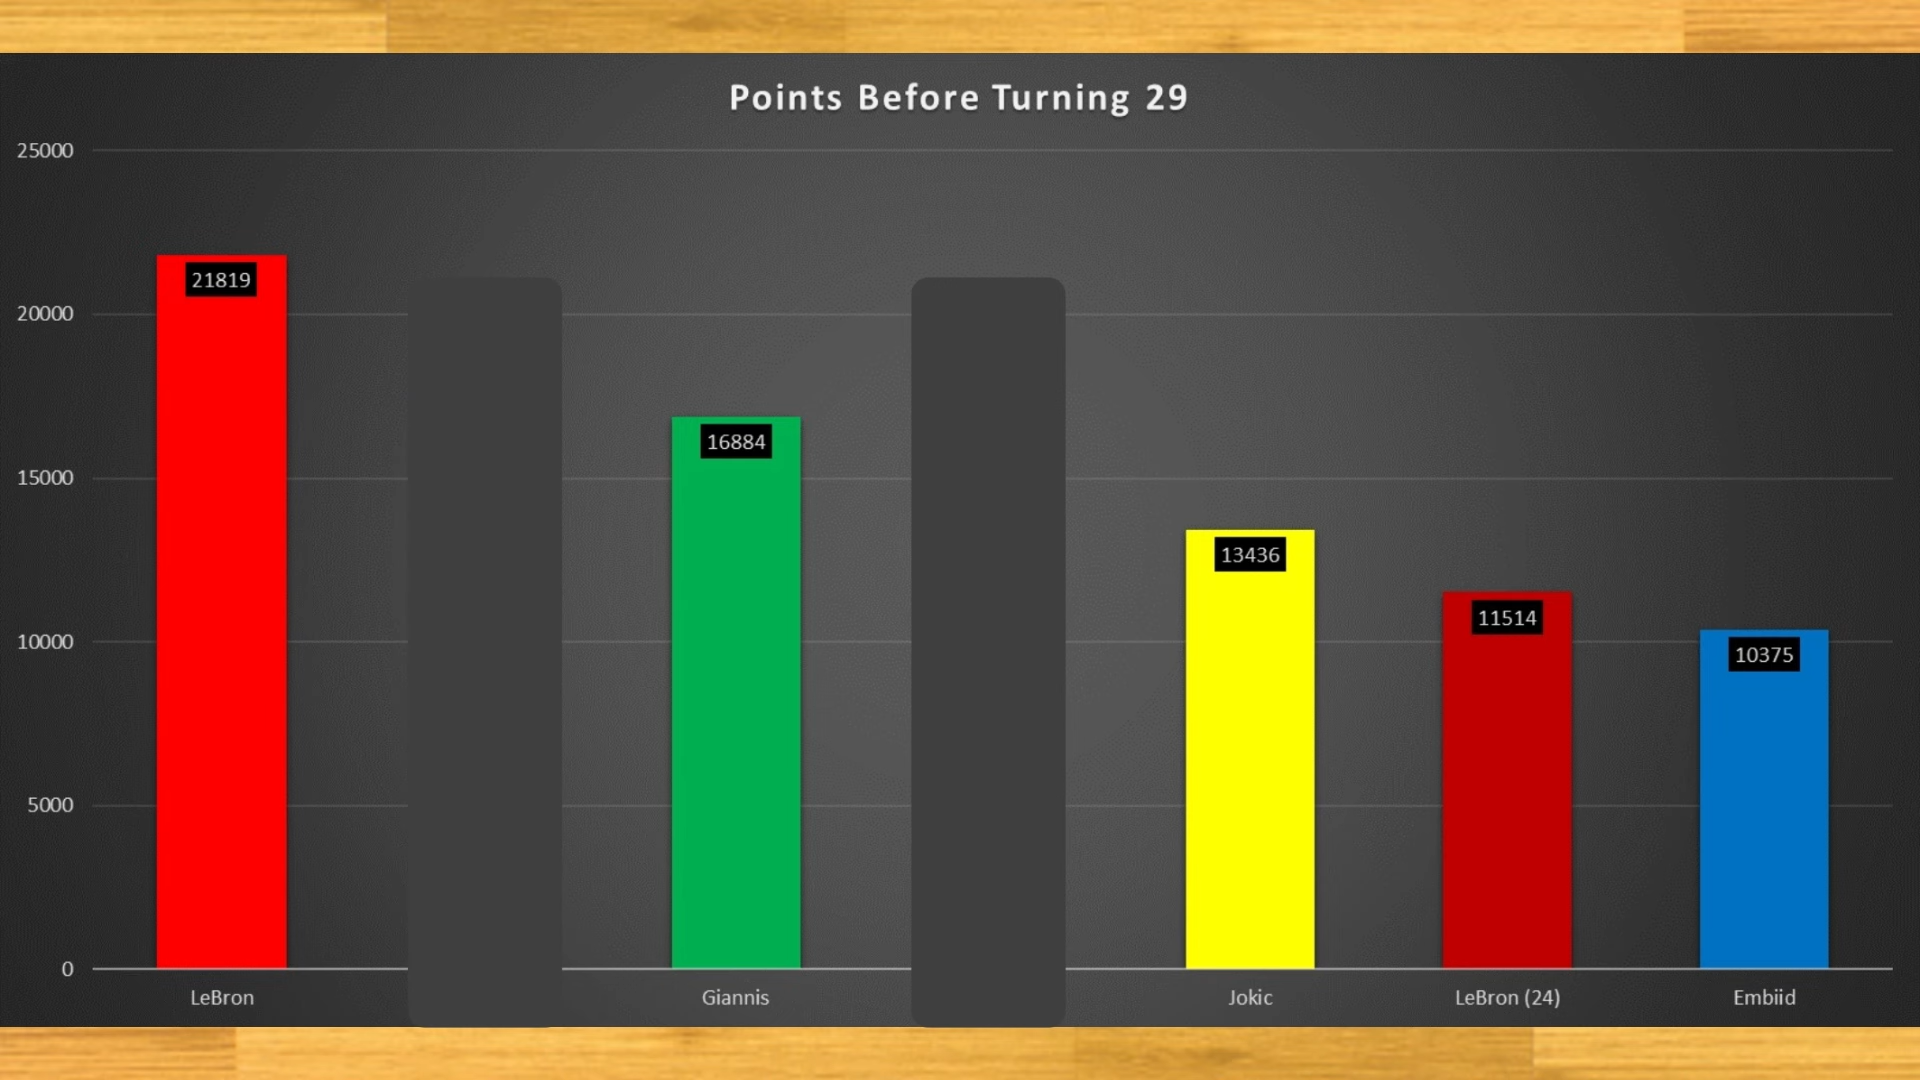 Points Before Turning 29
25000
20000
15000
10000
5000
0
21819
16884
13436
11514
10375
LeBron
Giannis
Jokic
LeBron (24)
Embiid